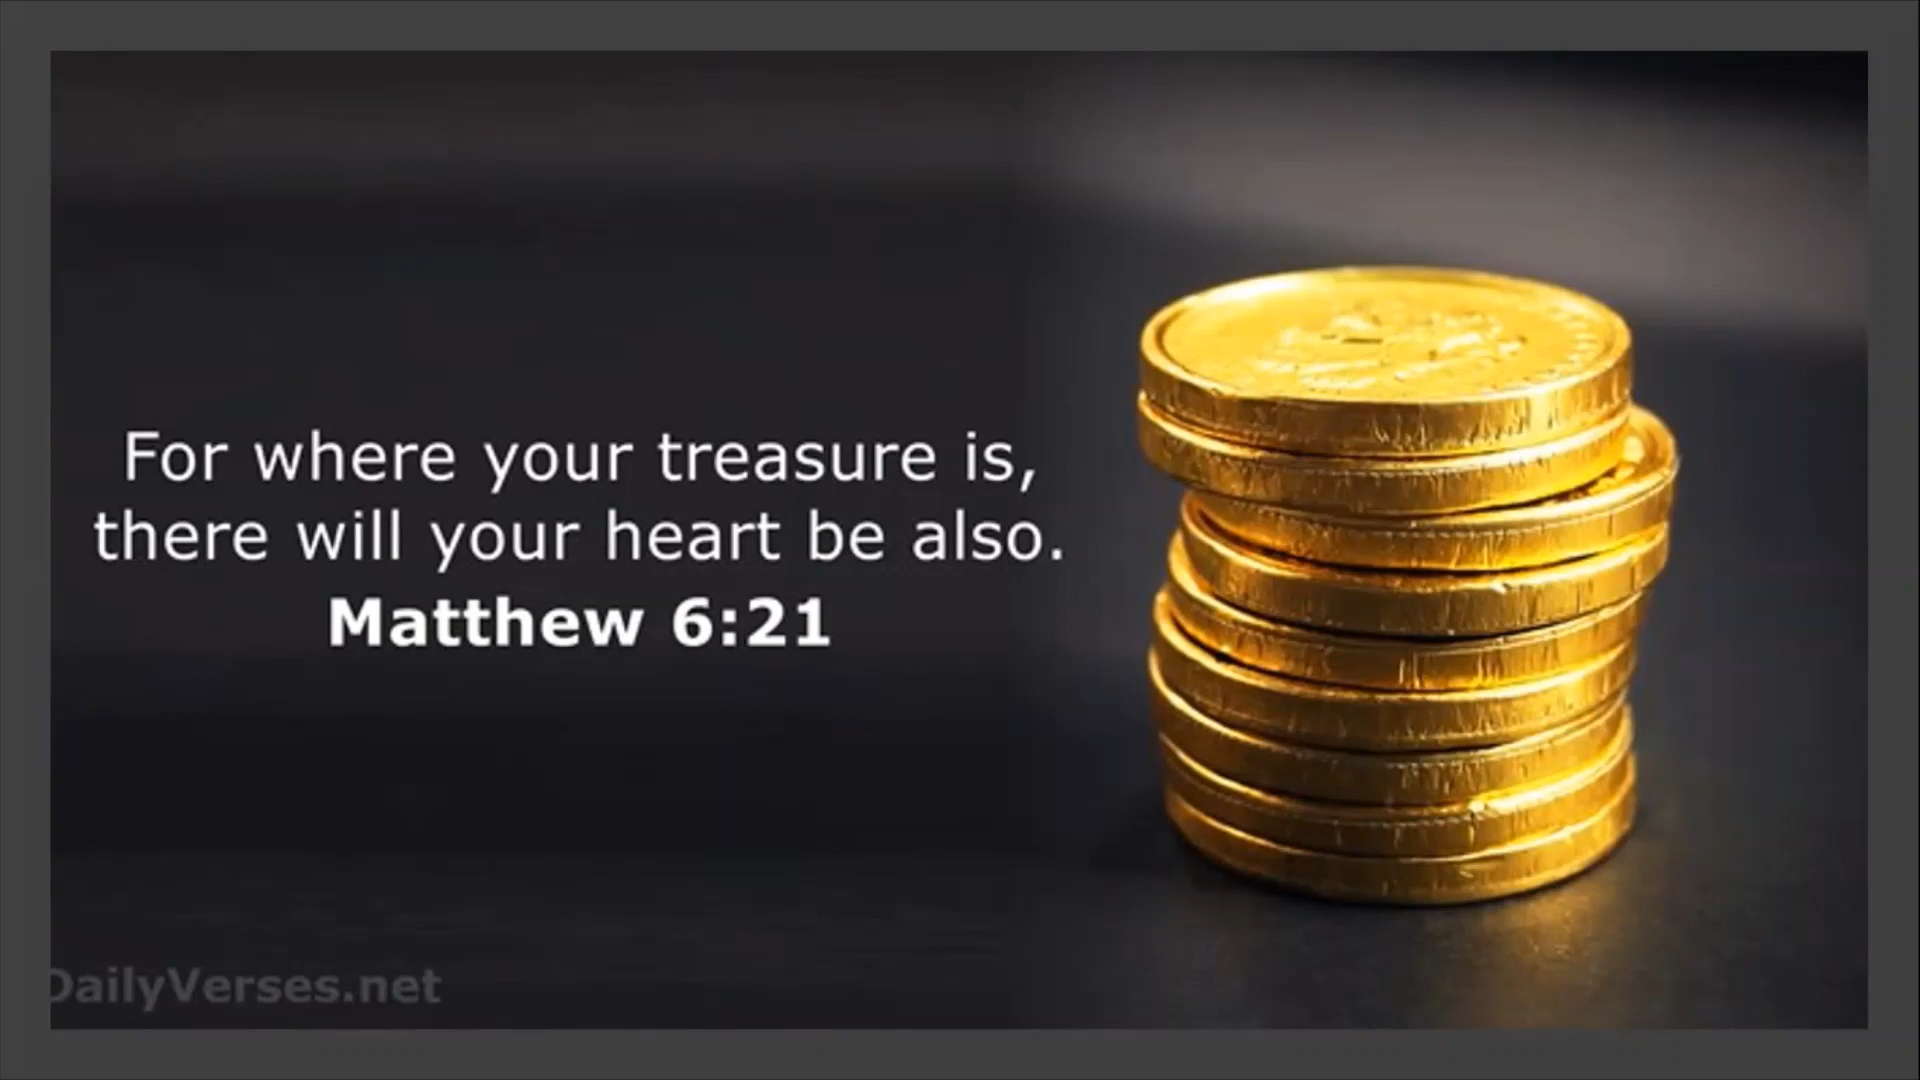 For where your treasure is,
there will your heart be also.
Matthew 6:21
DailyVerses.net